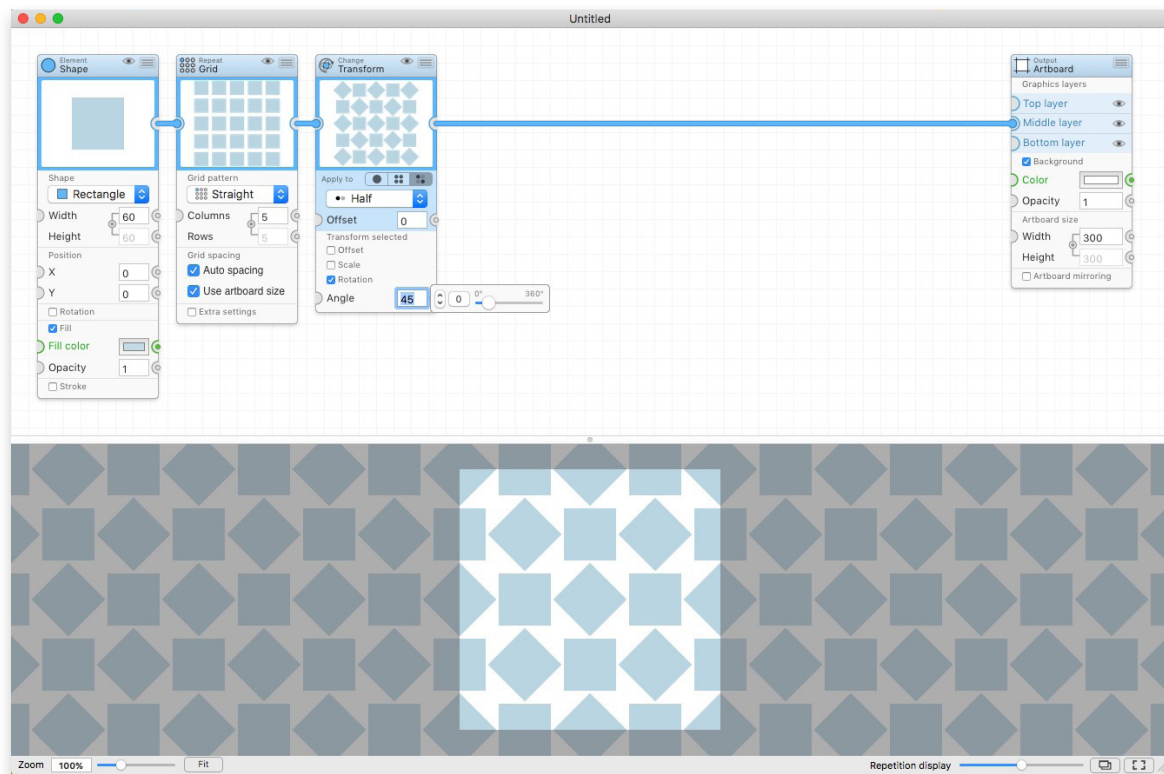 Untitled
Element
Shape
Shape
Rectangle
Width 60
Height 60
Position
X 0
Y 0
Rotation
Fill
Fill color
Opacity 1
Stroke
Repeat
Grid
Grid pattern
Straight
Columns 5
Rows 5
Grid spacing
Auto spacing
Use artboard size
Extra settings
Change
Transform
Apply to
Half
Offset 0
Transform selected
Offset
Scale
Rotation
Angle 45
0 0° 360°
Output
Artboard
Graphics layers
Top layer
Middle layer
Bottom layer
Background
Color
Opacity 1
Artboard size
Width 300
Height 300
Artboard mirroring
Zoom 100% Fit Repetition display